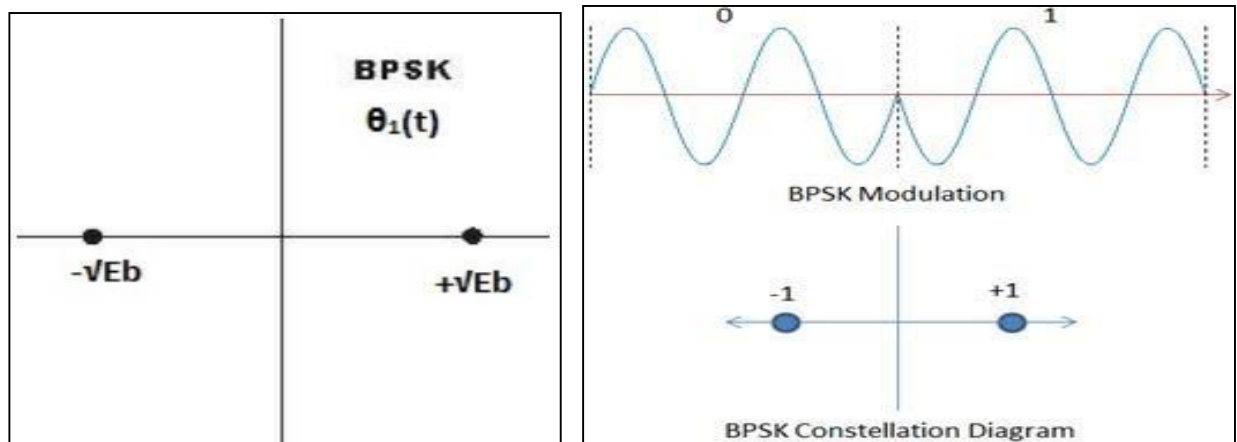 BPSK
θ₁(t)
-√Eb
+√Eb
0 1
BPSK Modulation
-1 +1
BPSK Constellation Diagram